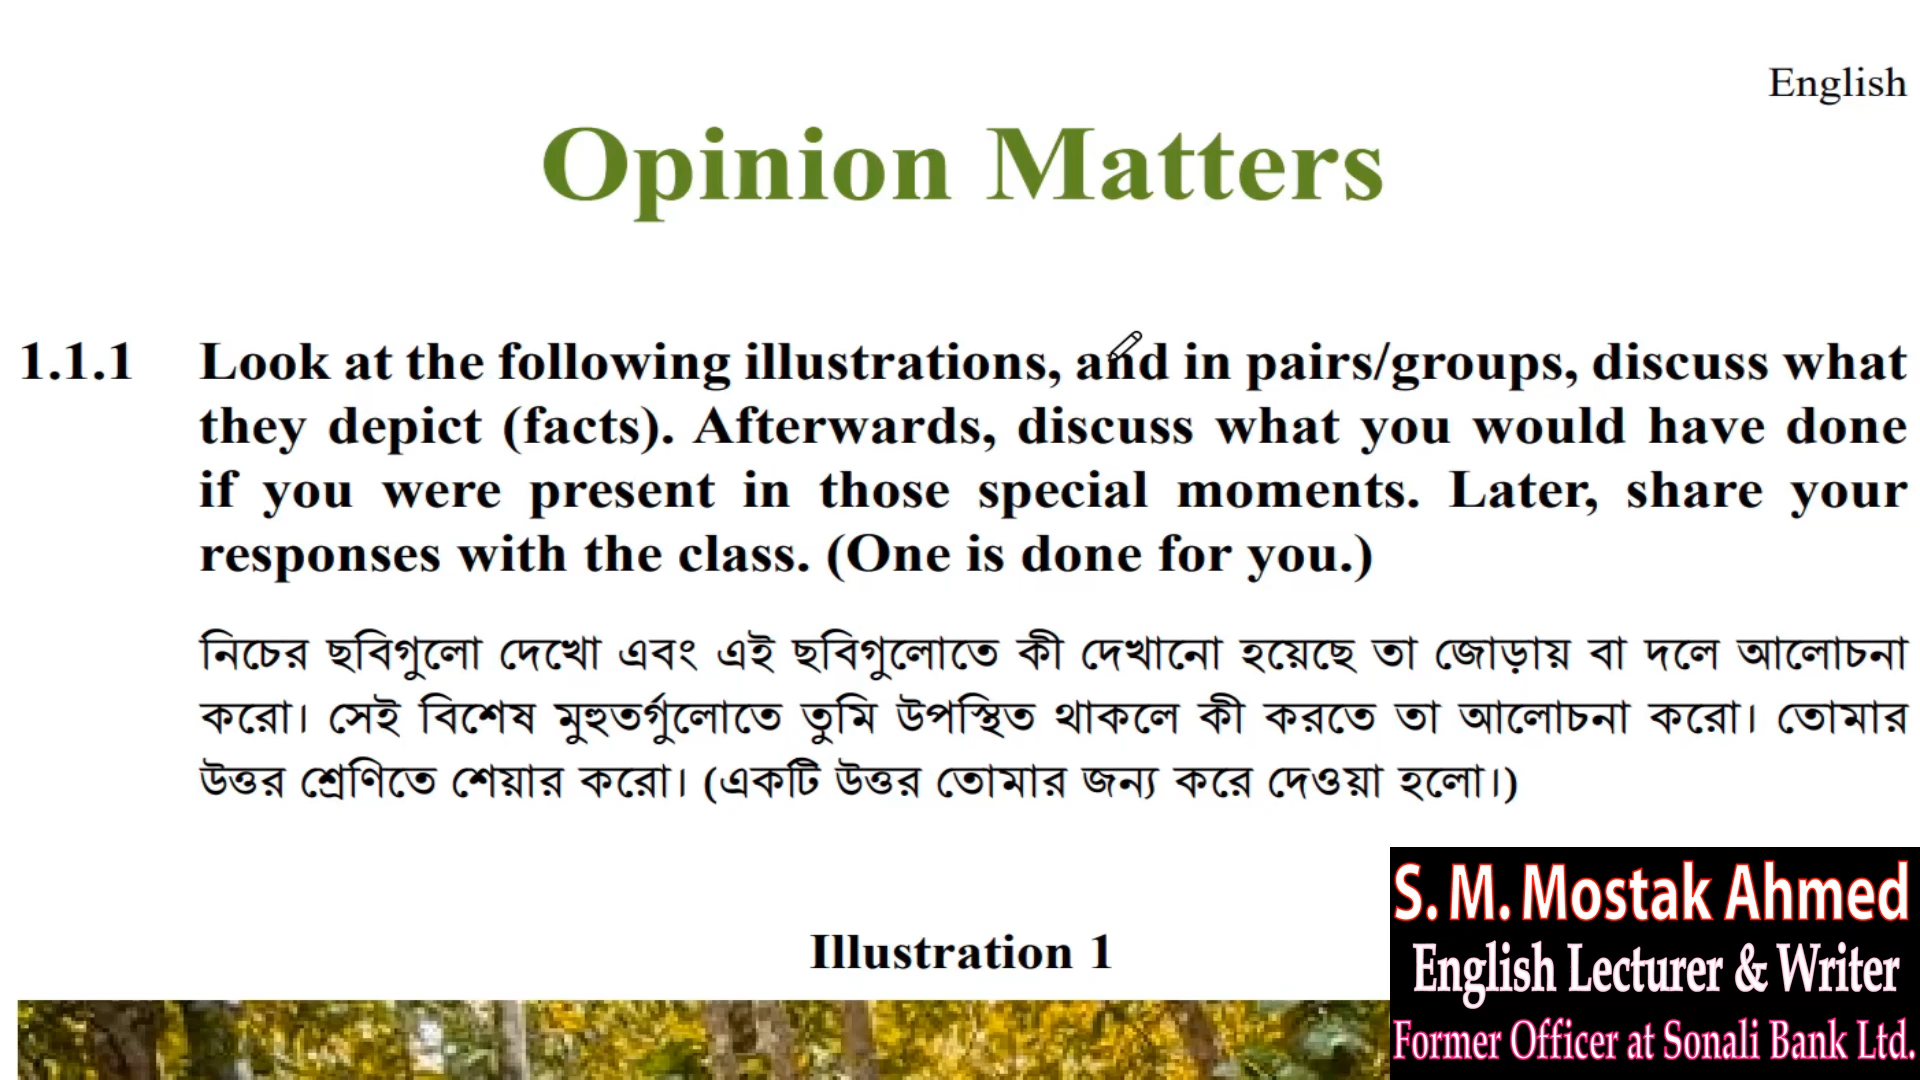 English
Opinion Matters
1.1.1 Look at the following illustrations, and in pairs/groups, discuss what
they depict (facts). Afterwards, discuss what you would have done
if you were present in those special moments. Later, share your
responses with the class. (One is done for you.)
নিচের ছবিগুলো দেখো এবং এই ছবিগুলোতে কী দেখানো হয়েছে তা জোড়ায় বা দলে আলোচনা
করো। সেই বিশেষ মুহুতর্গুলোতে তুমি উপস্থিত থাকলে কী করতে তা আলোচনা করো। তোমার
উত্তর শ্রেণিতে শেয়ার করো। (একটি উত্তর তোমার জন্য করে দেওয়া হলো।)
Illustration 1
S. M. Mostak Ahmed
English Lecturer & Writer
Former Officer at Sonali Bank Ltd.